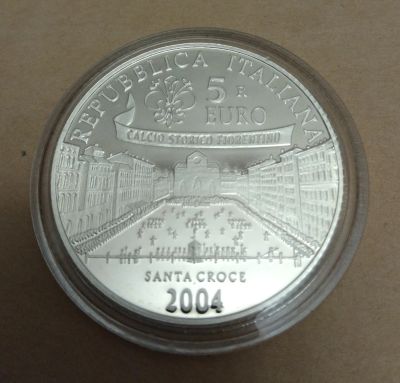 REPUBBLICA ITALIANA
5
R
EURO
CALCIO STORICO FIORENTINO
SANTA CROCE
2004